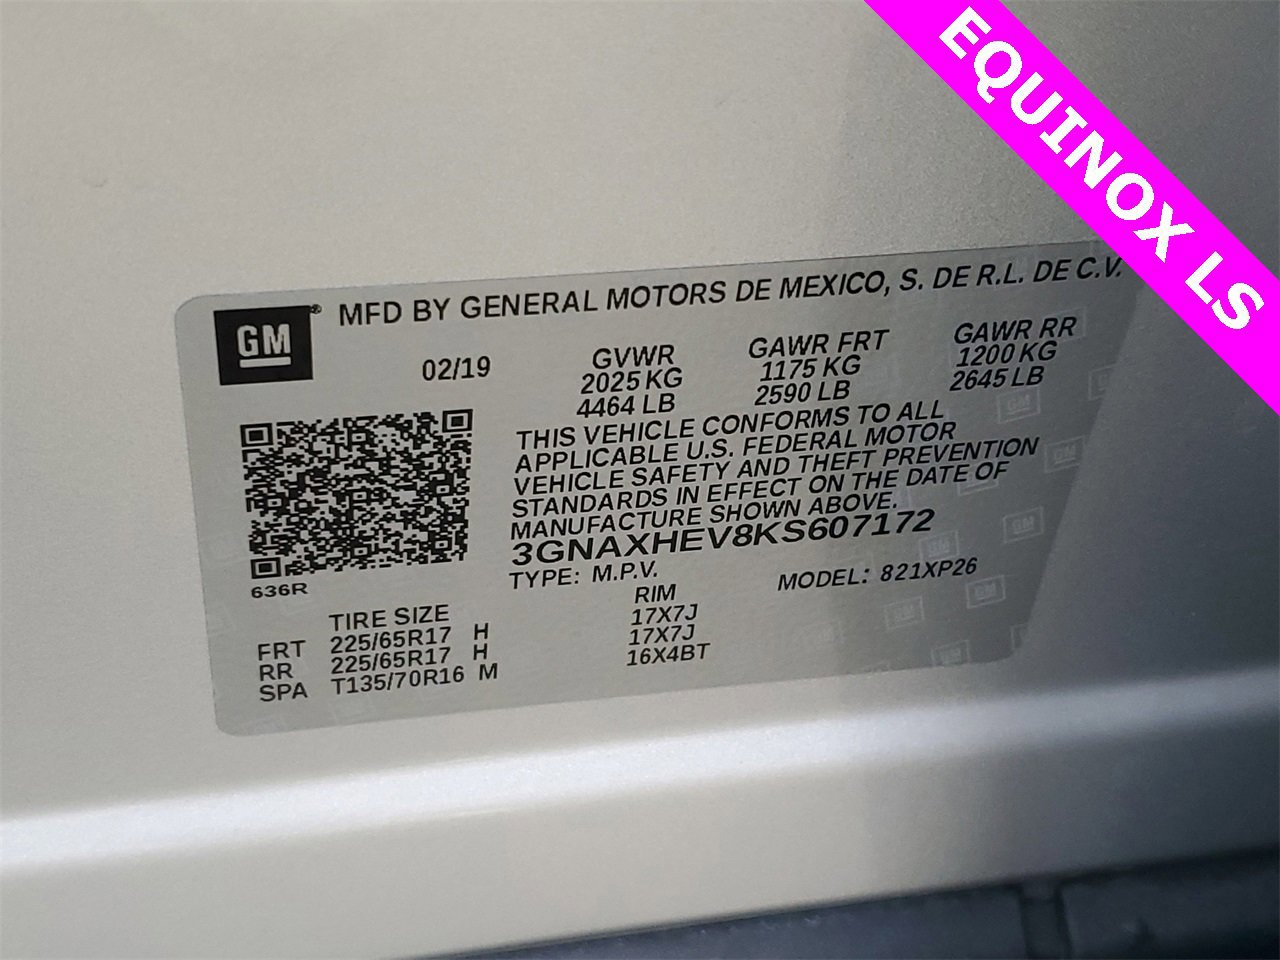 EQUINOX LS
GM ® MFD BY GENERAL MOTORS DE MEXICO, S. DE R.L. DE C.V.
02/19 GVWR GAWR FRT GAWR RR
2025 KG 1175 KG 1200 KG
4464 LB 2590 LB 2645 LB
THIS VEHICLE CONFORMS TO ALL
APPLICABLE U.S. FEDERAL MOTOR
VEHICLE SAFETY AND THEFT PREVENTION
STANDARDS IN EFFECT ON THE DATE OF
MANUFACTURE SHOWN ABOVE.
3GNAXHEV8KS607172
TYPE: M.P.V. MODEL: 821XP26
636R
TIRE SIZE RIM
FRT 225/65R17 H 17X7J
RR 225/65R17 H 17X7J
SPA T135/70R16 M 16X4BT